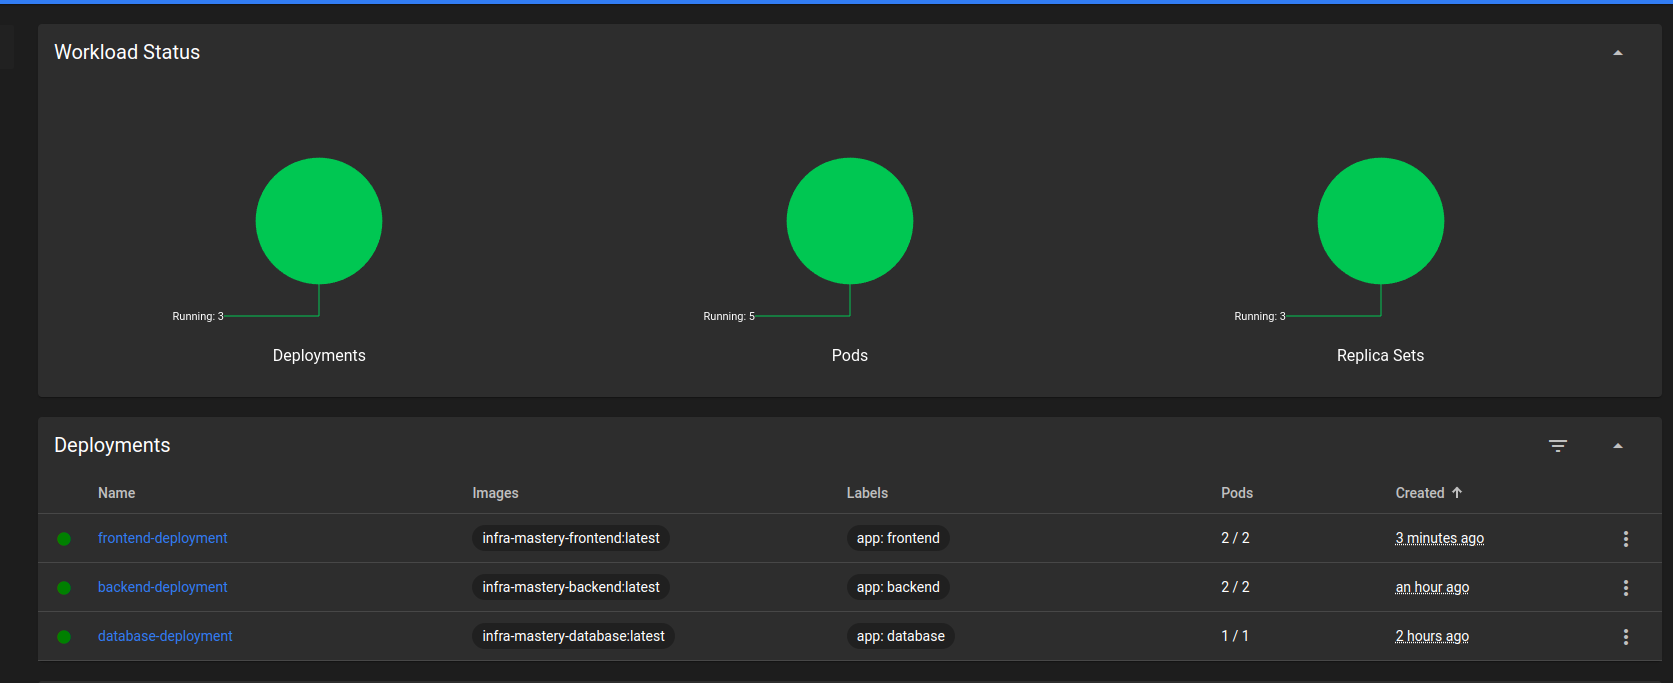 Workload Status
Running: 3
Running: 5
Running: 3
Deployments
Pods
Replica Sets
Deployments
Name Images Labels Pods Created
frontend-deployment infra-mastery-frontend:latest app: frontend 2 / 2 3 minutes ago
backend-deployment infra-mastery-backend:latest app: backend 2 / 2 an hour ago
database-deployment infra-mastery-database:latest app: database 1 / 1 2 hours ago